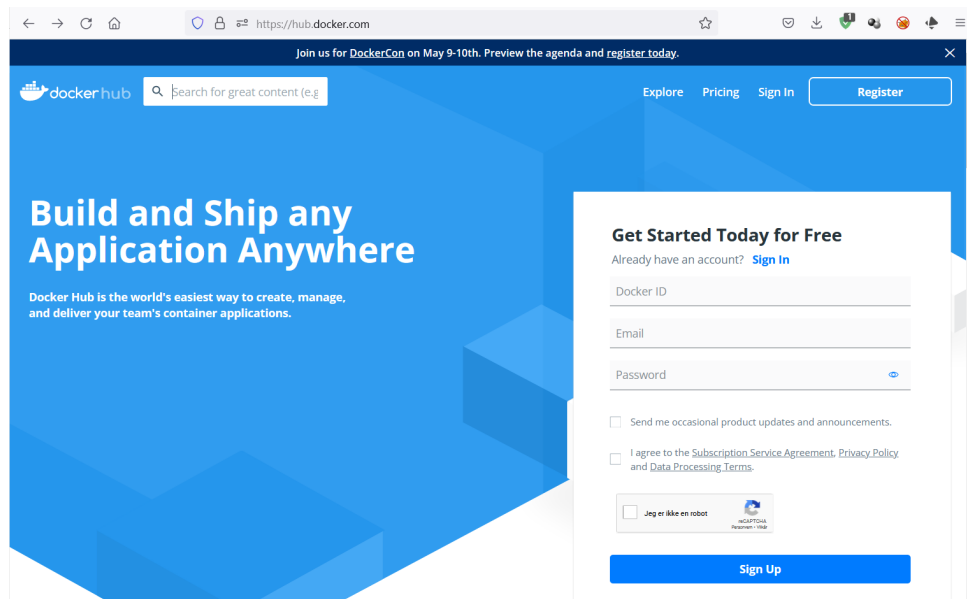 https://hub.docker.com
1
Join us for DockerCon on May 9-10th. Preview the agenda and register today.
docker hub
Search for great content (e.g
Explore Pricing Sign In Register
Build and Ship any
Application Anywhere
Docker Hub is the world's easiest way to create, manage,
and deliver your team's container applications.
Get Started Today for Free
Already have an account? Sign In
Docker ID
Email
Password
Send me occasional product updates and announcements.
I agree to the Subscription Service Agreement, Privacy Policy
and Data Processing Terms.
Jeg er ikke en robot
reCAPTCHA
Personvern - Vilkår
Sign Up